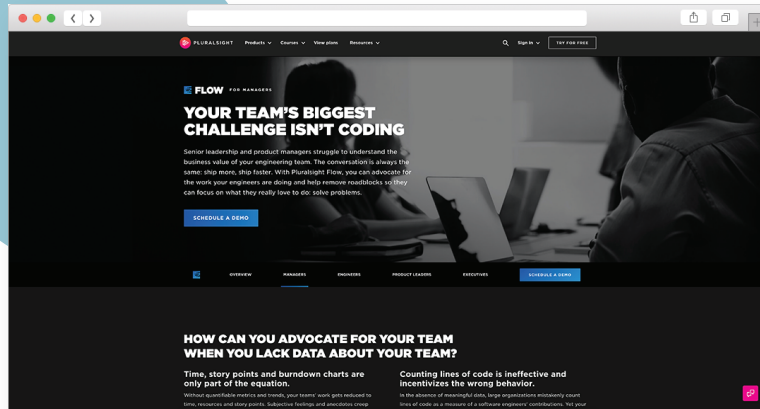 PLURALSIGHT Products Courses View plans Resources Sign in TRY FOR FREE
FLOW FOR MANAGERS
YOUR TEAM'S BIGGEST
CHALLENGE ISN'T CODING
Senior leadership and product managers struggle to understand the
business value of your engineering team. The conversation is always the
same: ship more, ship faster. With Pluralsight Flow, you can advocate for
the work your engineers are doing and help remove roadblocks so they
can focus on what they really love to do: solve problems.
SCHEDULE A DEMO
OVERVIEW MANAGERS ENGINEERS PRODUCT LEADERS EXECUTIVES SCHEDULE A DEMO
HOW CAN YOU ADVOCATE FOR YOUR TEAM
WHEN YOU LACK DATA ABOUT YOUR TEAM?
Time, story points and burndown charts are
only part of the equation.
Without quantifiable metrics and trends, your teams' work gets reduced to
time, resources and story points. Subjective feelings and anecdotes creep
Counting lines of code is ineffective and
incentivizes the wrong behavior.
In the absence of meaningful data, large organizations mistakenly count
lines of code as a measure of a software engineers' contributions. Yet your